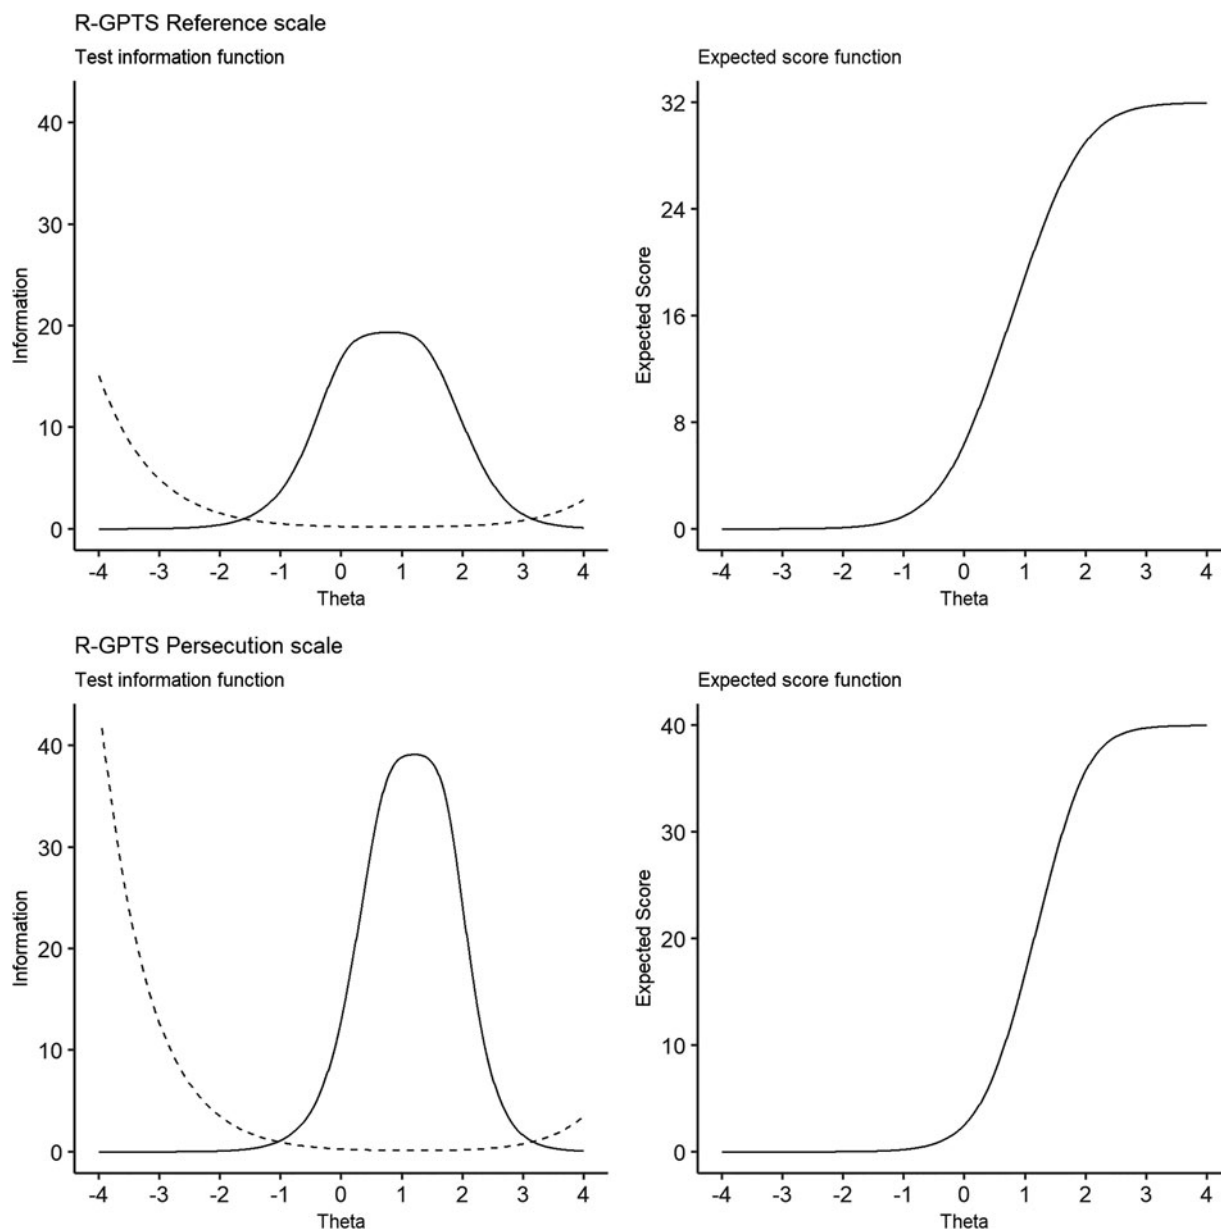 R-GPTS Reference scale
Test information function
Expected score function
40
30
20
10
0
Information
-4 -3 -2 -1 0 1 2 3 4
Theta
32
24
16
8
0
Expected Score
-4 -3 -2 -1 0 1 2 3 4
Theta
R-GPTS Persecution scale
Test information function
Expected score function
40
30
20
10
0
Information
-4 -3 -2 -1 0 1 2 3 4
Theta
40
30
20
10
0
Expected Score
-4 -3 -2 -1 0 1 2 3 4
Theta